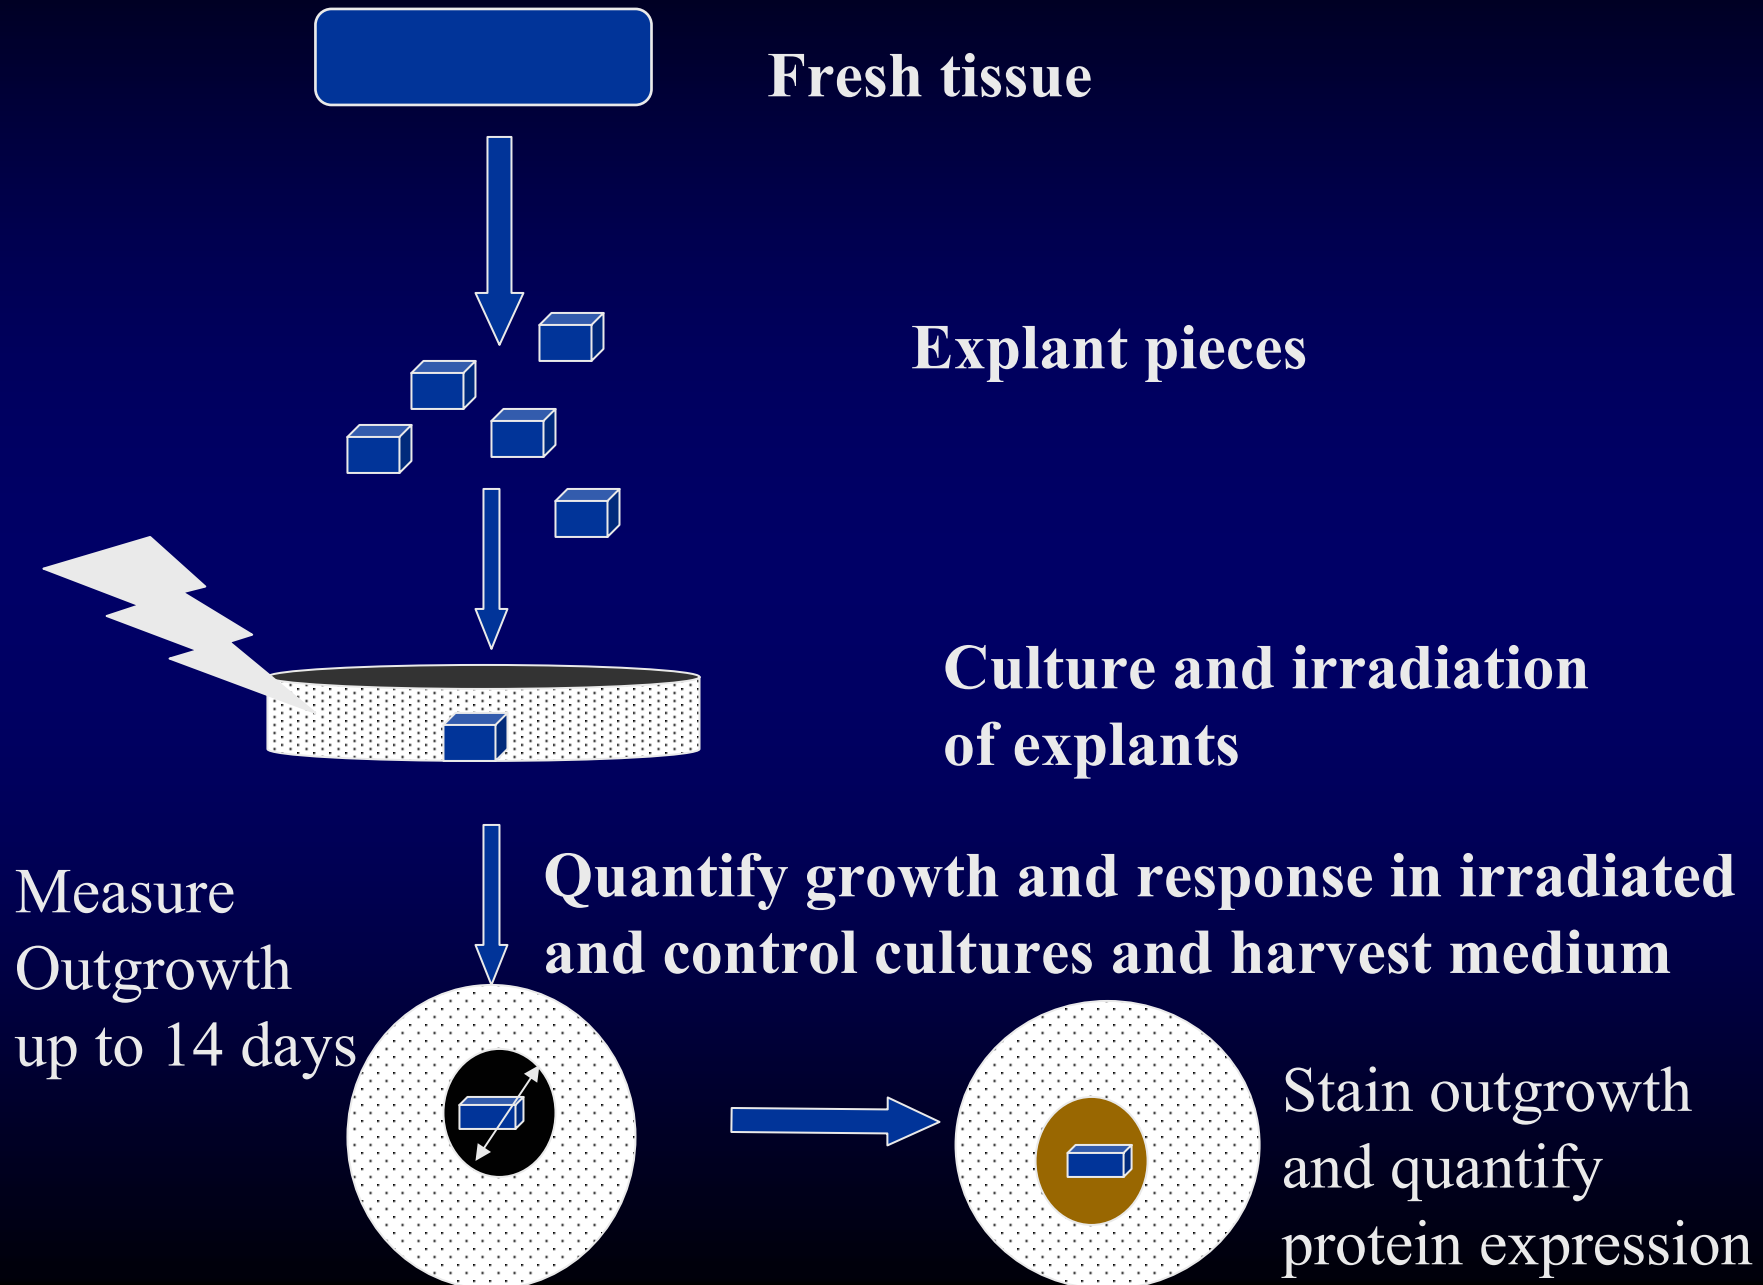 Fresh tissue
Explant pieces
Culture and irradiation
of explants
Quantify growth and response in irradiated
and control cultures and harvest medium
Measure
Outgrowth
up to 14 days
Stain outgrowth
and quantify
protein expression